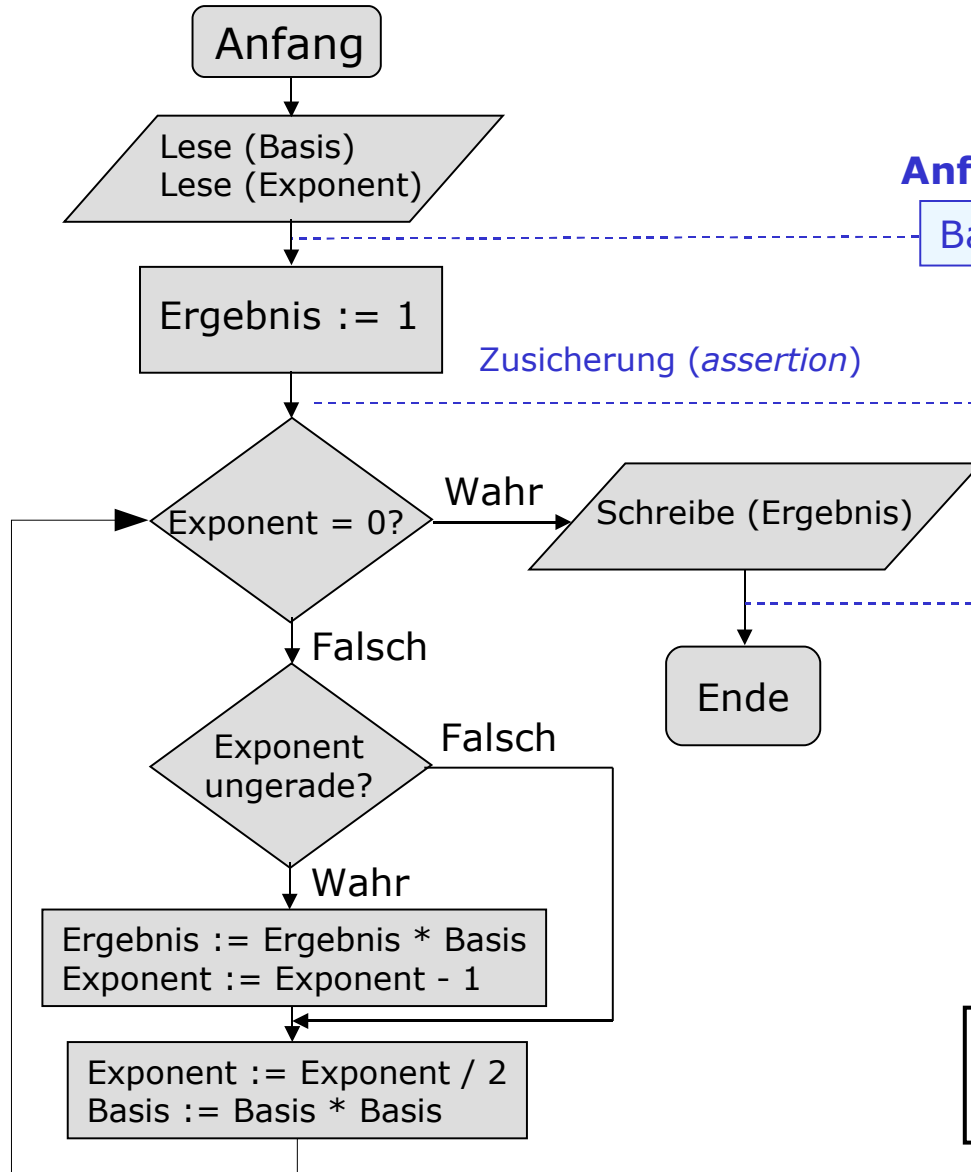 Anfang
Lese (Basis)
Lese (Exponent)
Ergebnis := 1
Zusicherung (assertion)
Exponent = 0?
Wahr
Schreibe (Ergebnis)
Falsch
Ende
Exponent
ungerade?
Falsch
Wahr
Ergebnis := Ergebnis * Basis
Exponent := Exponent - 1
Exponent := Exponent / 2
Basis := Basis * Basis